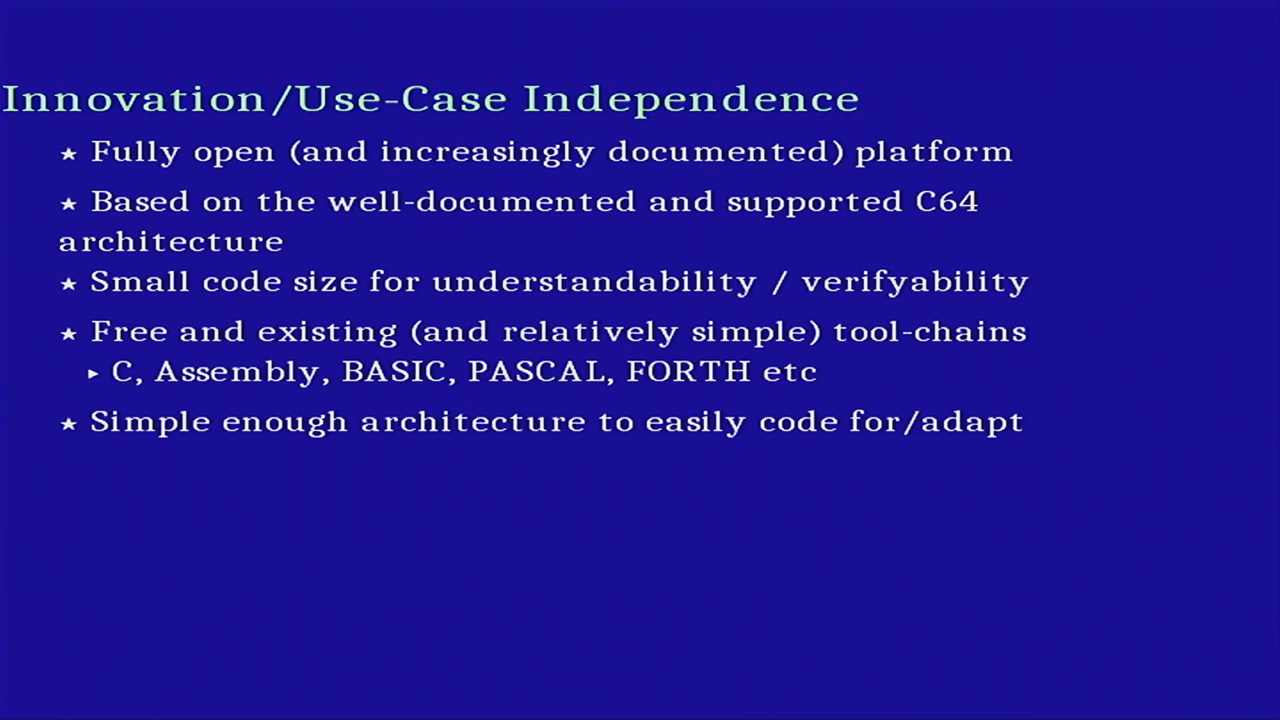 Innovation/Use-Case Independence
★ Fully open (and increasingly documented) platform
★ Based on the well-documented and supported C64
architecture
★ Small code size for understandability / verifyability
★ Free and existing (and relatively simple) tool-chains
▸ C, Assembly, BASIC, PASCAL, FORTH etc
★ Simple enough architecture to easily code for/adapt